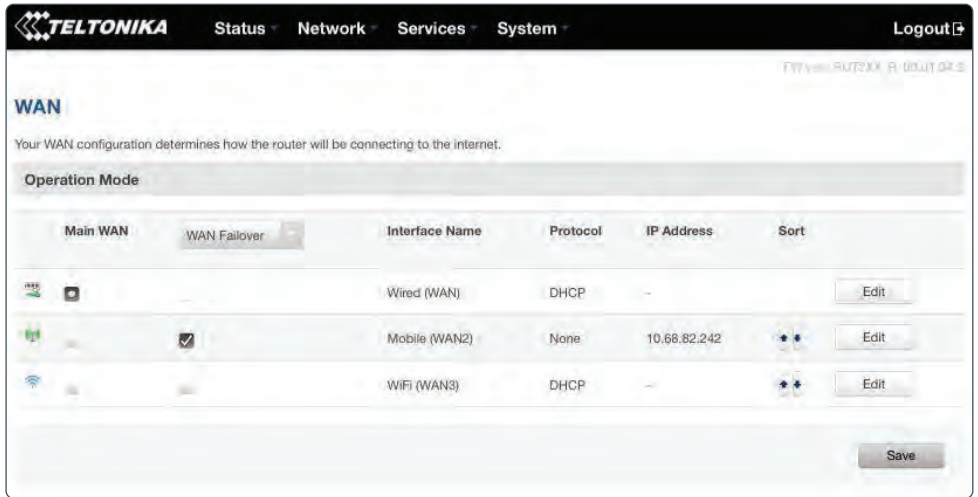 TELTONIKA Status Network Services System Logout
WAN
Your WAN configuration determines how the router will be connecting to the internet.
Operation Mode
Main WAN WAN Failover Interface Name Protocol IP Address Sort
Wired (WAN) DHCP - Edit
Mobile (WAN2) None 10.68.82.242 Edit
WiFi (WAN3) DHCP - Edit
Save